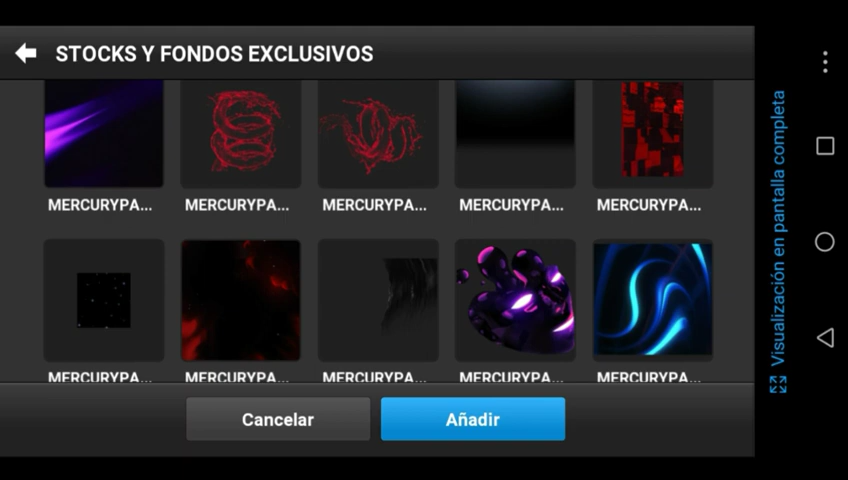 STOCKS Y FONDOS EXCLUSIVOS
MERCURYPA... MERCURYPA... MERCURYPA... MERCURYPA... MERCURYPA...
MERCURYPA... MERCURYPA... MERCURYPA... MERCURYPA... MERCURYPA...
Cancelar Añadir
Visualización en pantalla completa